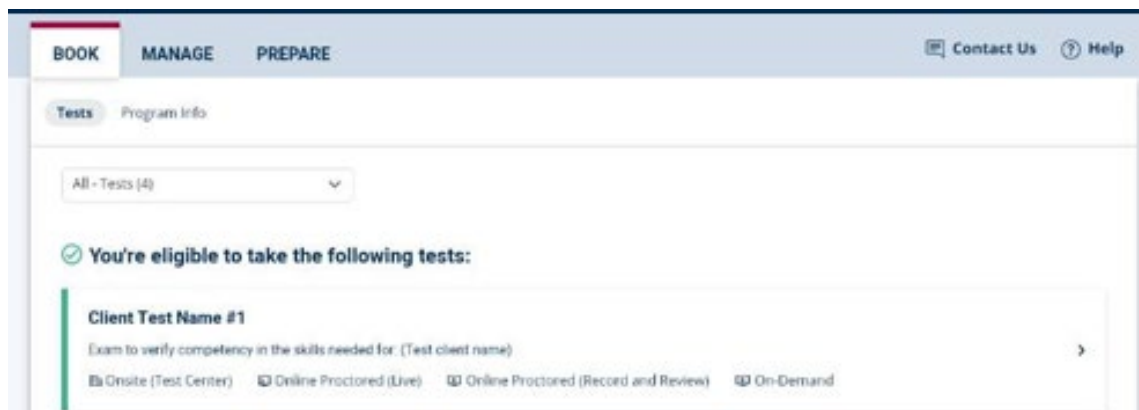 BOOK MANAGE PREPARE Contact Us Help
Tests Program Info
All - Tests (4)
You're eligible to take the following tests:
Client Test Name #1
Exam to verify competency in the skills needed for: (Test client name)
Onsite (Test Center) Online Proctored (Live) Online Proctored (Record and Review) On-Demand